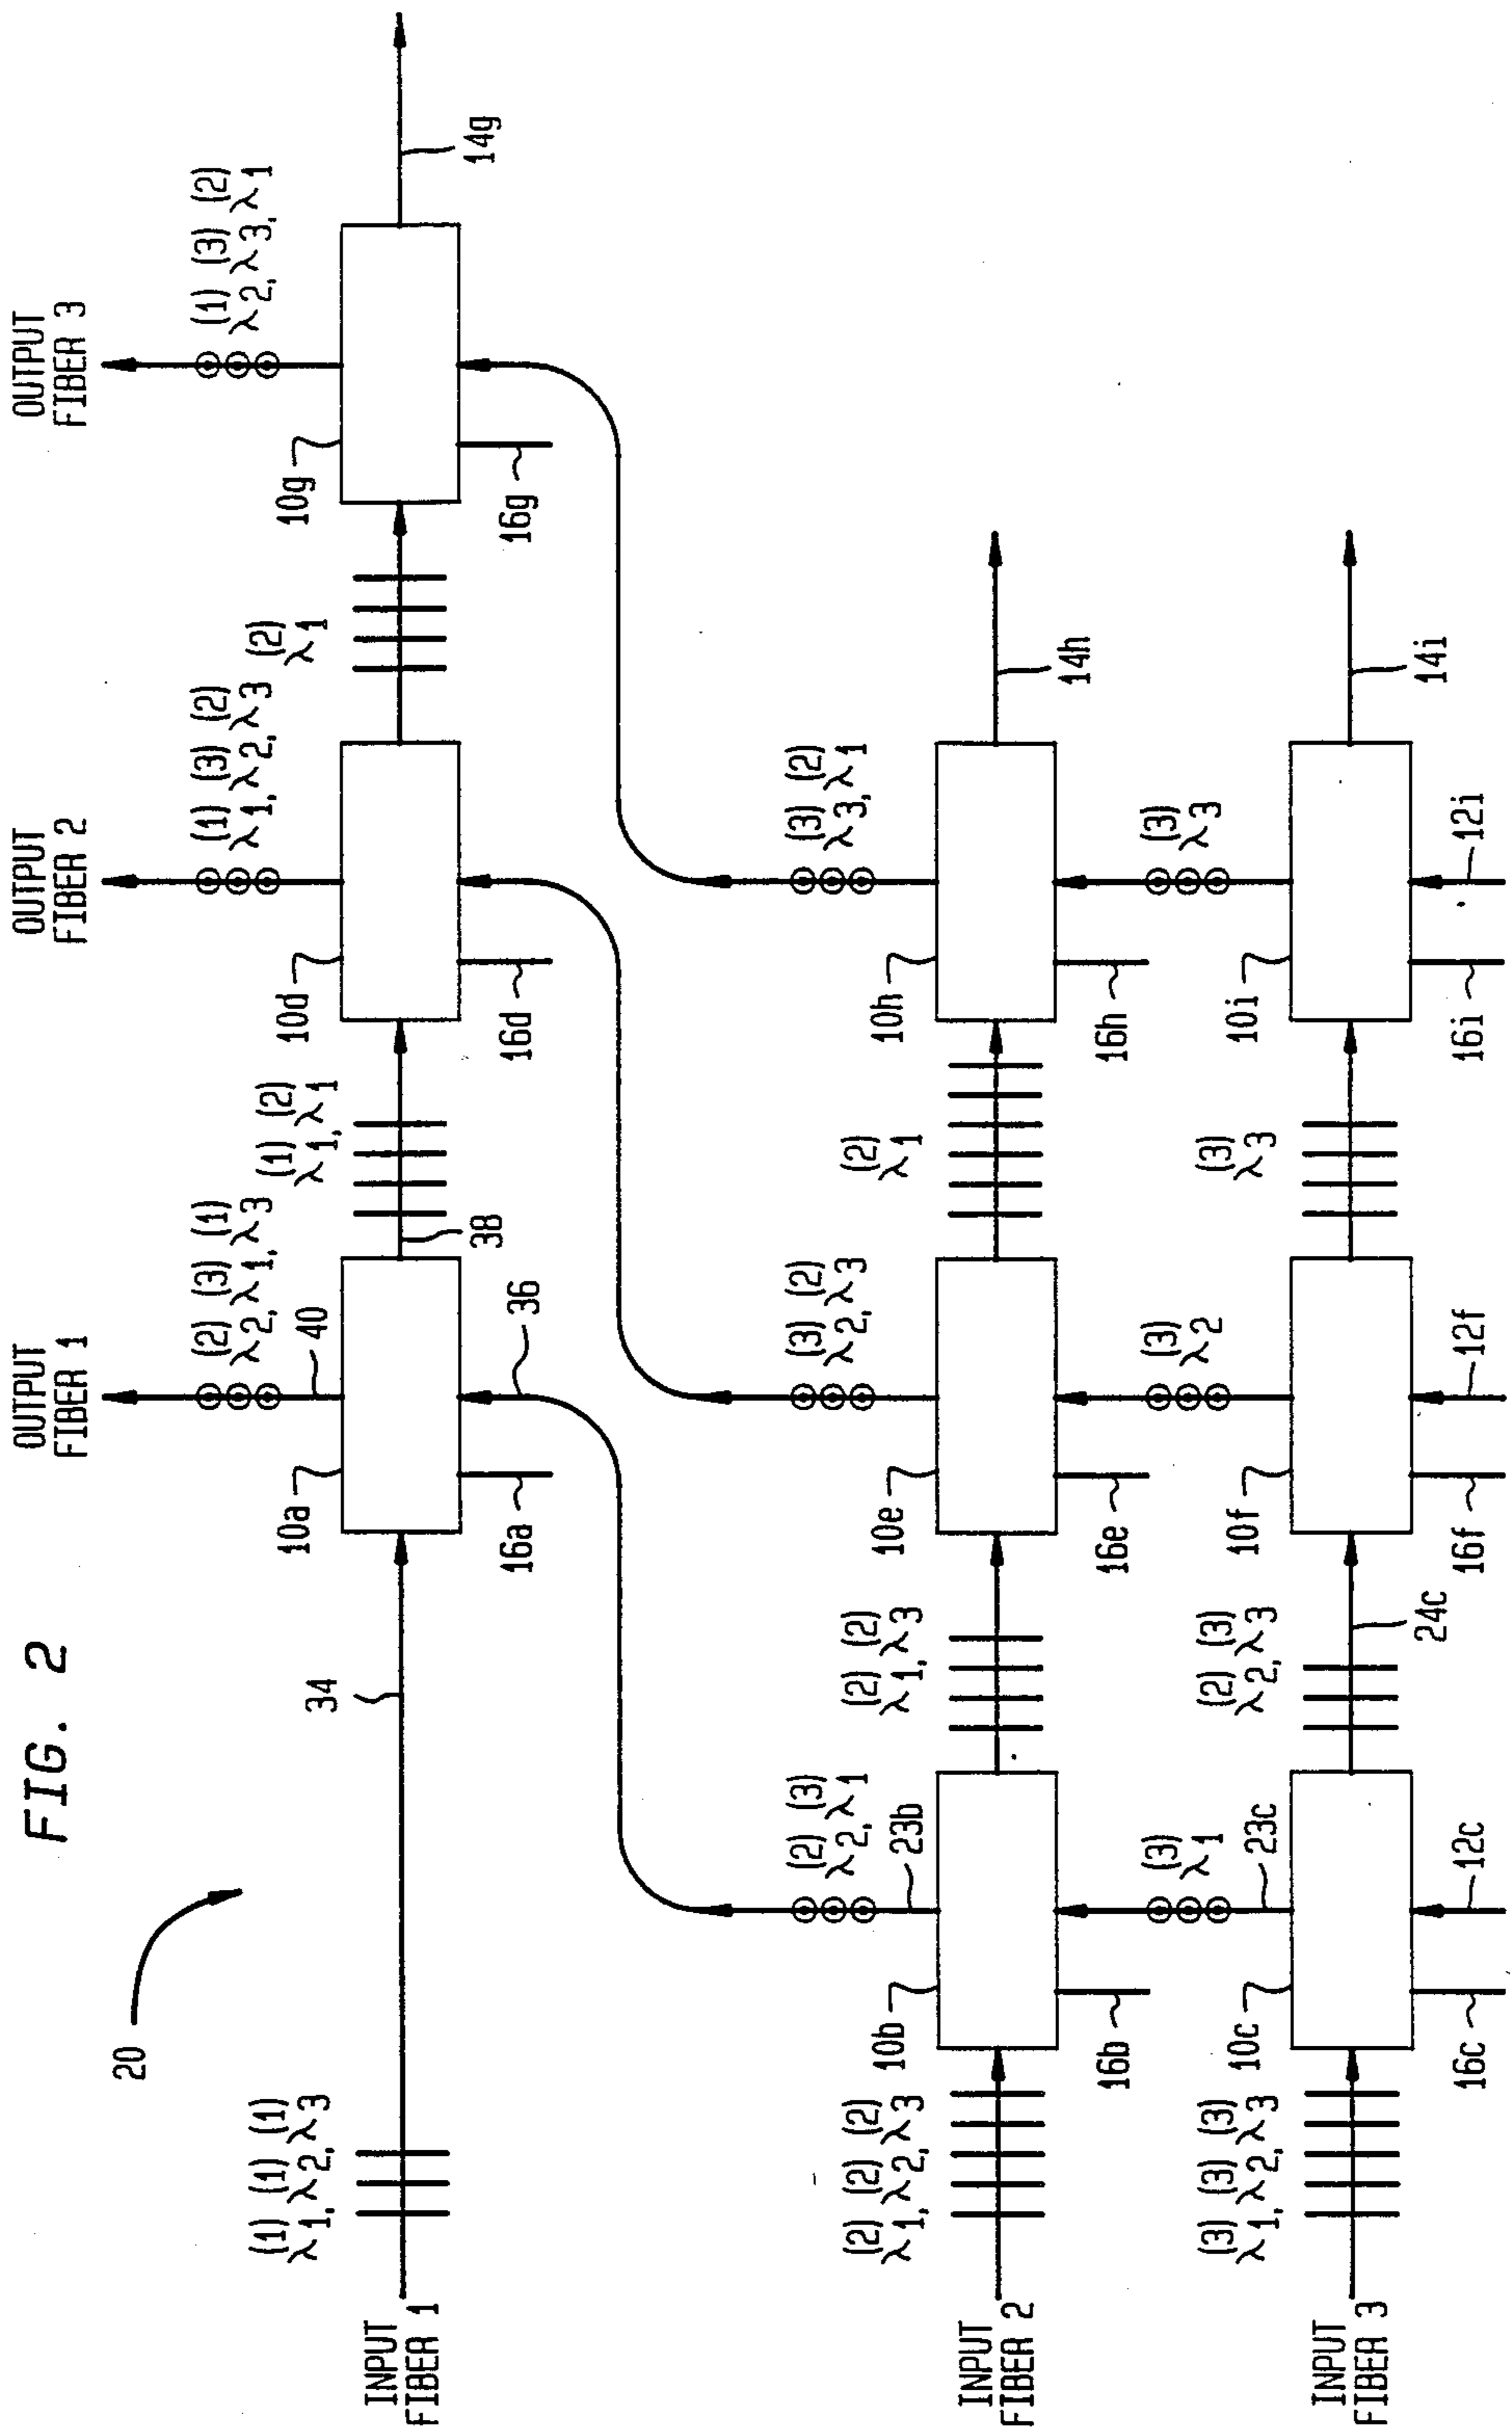 FIG. 2
20
OUTPUT
FIBER 1
OUTPUT
FIBER 2
OUTPUT
FIBER 3
(1) (1) (1)
λ1, λ2, λ3
INPUT
FIBER 1
34
10a
16a
36
38
40
(2) (3) (1)
λ2, λ1, λ3
(1) (2)
λ1, λ1
10d
16d
(1) (3) (2)
λ1, λ2, λ3
(2)
λ1
10g
16g
(1) (3) (2)
λ2, λ3, λ1
14g
(2) (2) (2)
λ1, λ2, λ3
INPUT
FIBER 2
10b
16b
(2) (3)
λ2, λ1
23b
(2) (2)
λ1, λ3
10e
16e
(3) (2)
λ2, λ3
(2)
λ1
10h
16h
(3) (2)
λ3, λ1
14h
(3) (3) (3)
λ1, λ2, λ3
INPUT
FIBER 3
10c
16c
(3)
λ1
23c
12c
(2) (3)
λ2, λ3
24c
10f
16f
(3)
λ2
12f
(3)
λ3
10i
16i
(3)
λ3
12i
14i